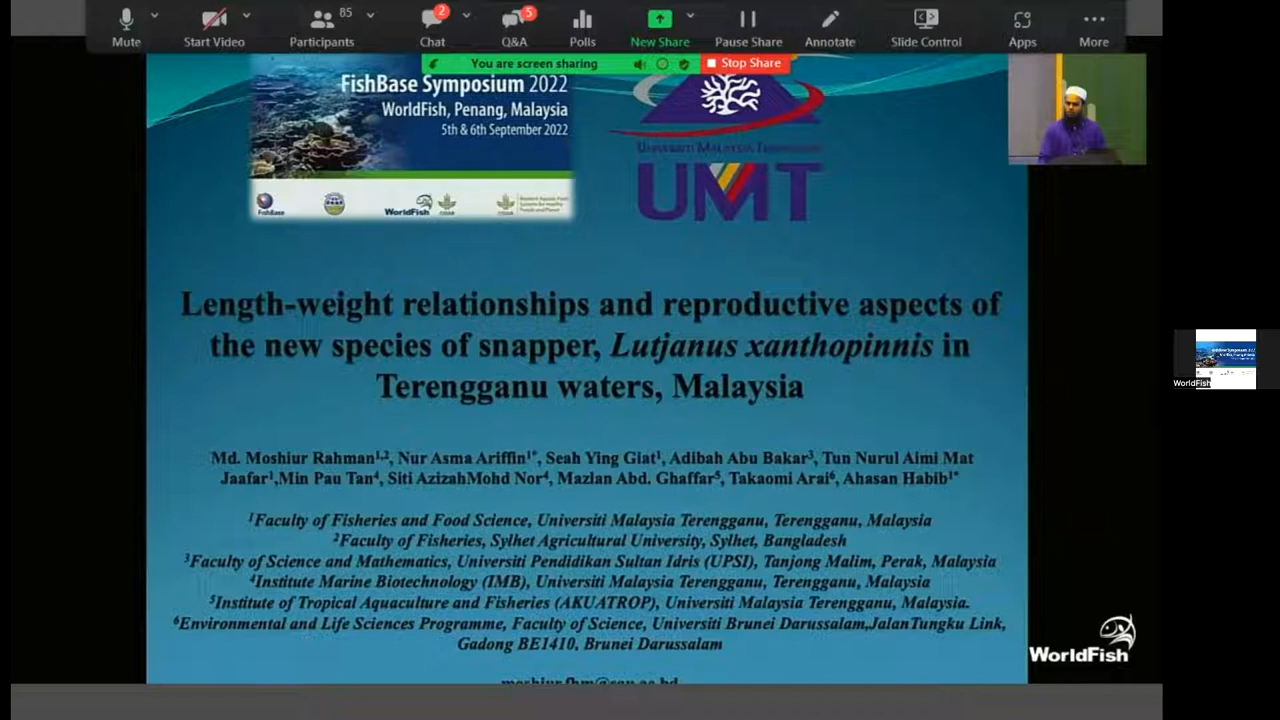 85
2
5
Mute
Start Video
Participants
Chat
Q&A
Polls
New Share
Pause Share
Annotate
Slide Control
Apps
More
You are screen sharing
Stop Share
FishBase Symposium 2022
WorldFish, Penang, Malaysia
5th & 6th September 2022
FishBase
WorldFish
UNIVERSITI MALAYSIA TERENGGANU
UMT
Length-weight relationships and reproductive aspects of
the new species of snapper, Lutjanus xanthopinnis in
Terengganu waters, Malaysia
Md. Moshiur Rahman¹,², Nur Asma Ariffin¹*, Seah Ying Giat¹, Adibah Abu Bakar³, Tun Nurul Aimi Mat
Jaafar¹,Min Pau Tan⁴, Siti AzizahMohd Nor⁴, Mazlan Abd. Ghaffar⁵, Takaomi Arai⁶, Ahasan Habib¹*
¹Faculty of Fisheries and Food Science, Universiti Malaysia Terengganu, Terengganu, Malaysia
²Faculty of Fisheries, Sylhet Agricultural University, Sylhet, Bangladesh
³Faculty of Science and Mathematics, Universiti Pendidikan Sultan Idris (UPSI), Tanjong Malim, Perak, Malaysia
⁴Institute Marine Biotechnology (IMB), Universiti Malaysia Terengganu, Terengganu, Malaysia
⁵Institute of Tropical Aquaculture and Fisheries (AKUATROP), Universiti Malaysia Terengganu, Malaysia.
⁶Environmental and Life Sciences Programme, Faculty of Science, Universiti Brunei Darussalam,JalanTungku Link,
Gadong BE1410, Brunei Darussalam
WorldFish
WorldFish